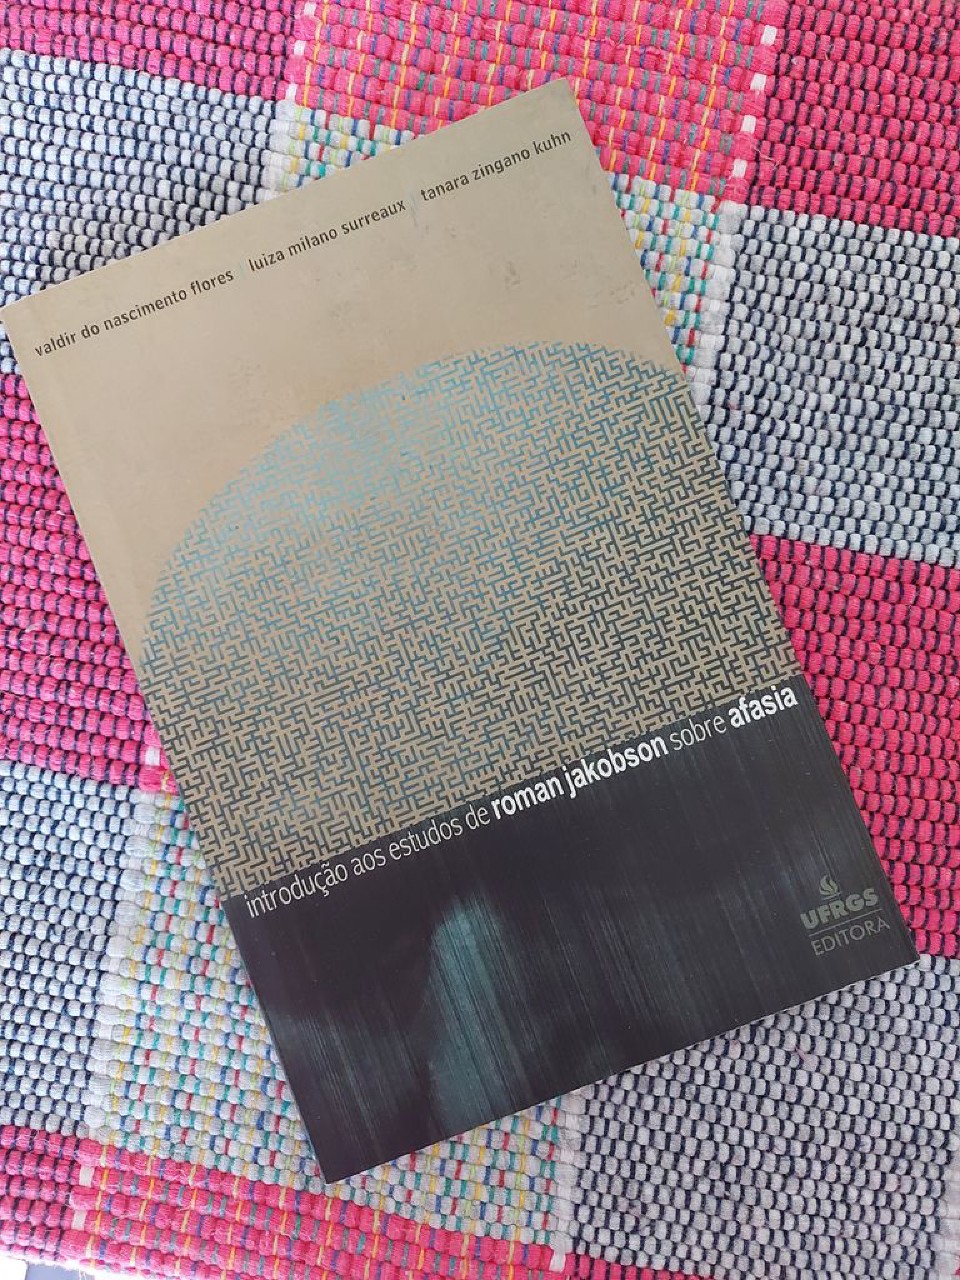 valdir do nascimento flores | luiza milano surreaux | tanara zingano kuhn
introdução aos estudos de roman jakobson sobre afasia
UFRGS
EDITORA